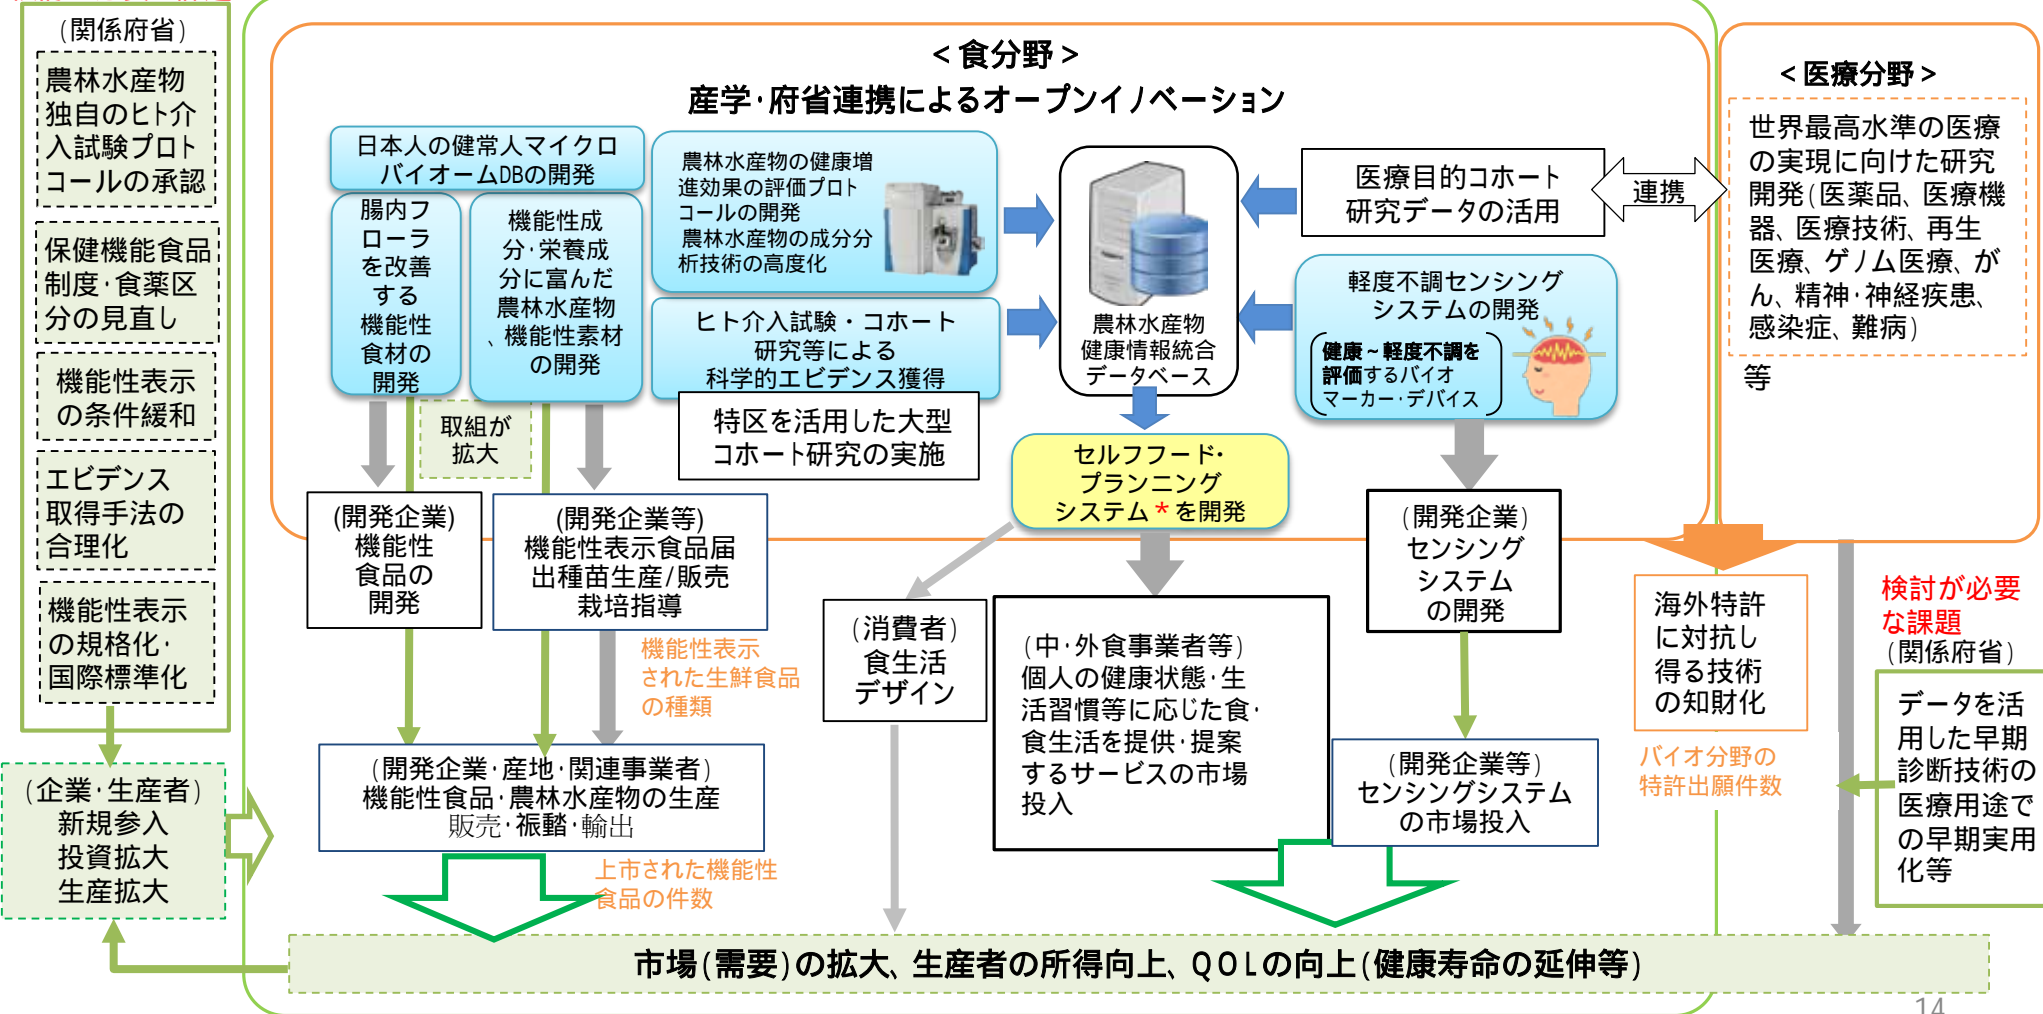 (関係府省)
農林水産物
独自のヒト介
入試験プロト
コールの承認
保健機能食品
制度･食薬区
分の見直し
機能性表示
の条件緩和
エビデンス
取得手法の
合理化
機能性表示
の規格化･
国際標準化
(企業･生産者)
新規参入
投資拡大
生産拡大
<食分野>
産学･府省連携によるオープンイノベーション
日本人の健常人マイクロ
バイオームDBの開発
腸内フ
ローラ
を改善
する
機能性
食材の
開発
機能性成
分･栄養成
分に富んだ
農林水産物
、機能性素材
の開発
農林水産物の健康増
進効果の評価プロト
コールの開発
農林水産物の成分分
析技術の高度化
ヒト介入試験・コホート
研究等による
科学的エビデンス獲得
特区を活用した大型
コホート研究の実施
取組が
拡大
農林水産物
健康情報統合
データベース
医療目的コホート
研究データの活用
連携
軽度不調センシング
システムの開発
健康~軽度不調を
評価するバイオ
マーカー･デバイス
セルフフード・
プランニング
システム*を開発
(開発企業)
機能性
食品の
開発
(開発企業等)
機能性表示食品届
出種苗生産/販売
栽培指導
機能性表示
された生鮮食品
の種類
(消費者)
食生活
デザイン
(中･外食事業者等)
個人の健康状態･生
活習慣等に応じた食･
食生活を提供･提案
するサービスの市場
投入
(開発企業)
センシング
システム
の開発
(開発企業･産地･関連事業者)
機能性食品･農林水産物の生産
販売･ ･輸出
上市された機能性
食品の件数
(開発企業等)
センシングシステム
の市場投入
<医療分野>
世界最高水準の医療
の実現に向けた研究
開発(医薬品、医療機
器、医療技術、再生
医療、ゲノム医療、が
ん、精神･神経疾患、
感染症、難病)
等
海外特許
に対抗し
得る技術
の知財化
バイオ分野の
特許出願件数
検討が必要
な課題
(関係府省)
データを活
用した早期
診断技術の
医療用途で
の早期実用
化等
市場(需要)の拡大、生産者の所得向上、QOLの向上(健康寿命の延伸等)
14